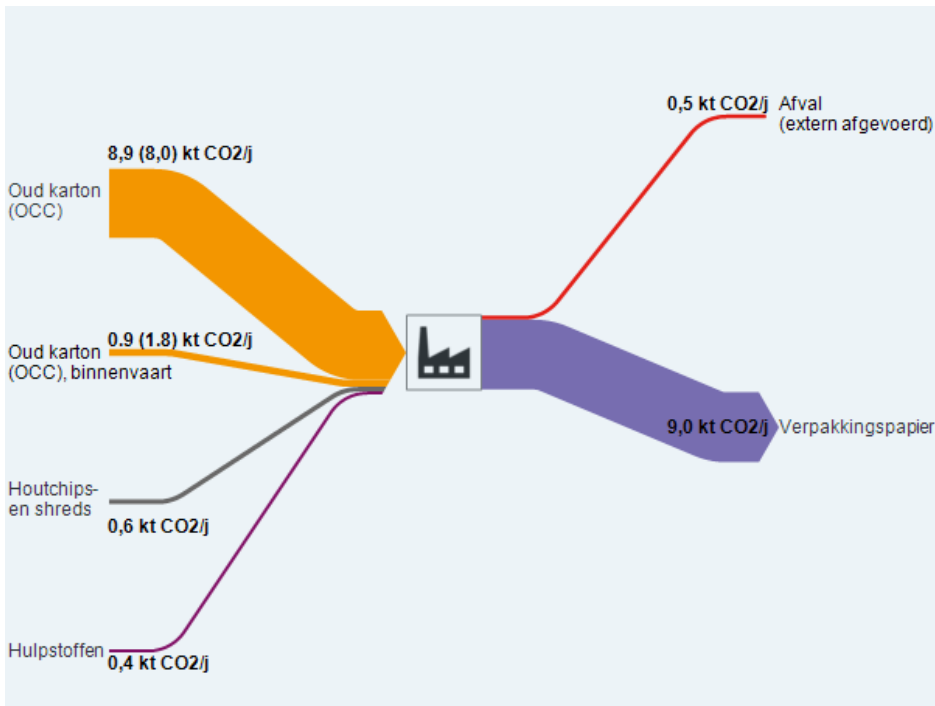 0,5 kt CO2/j Afval
(extern afgevoerd)
8,9 (8,0) kt CO2/j
Oud karton
(OCC)
0.9 (1.8) kt CO2/j
Oud karton
(OCC), binnenvaart
9,0 kt CO2/j Verpakkingspapier
Houtchips-
en shreds
0,6 kt CO2/j
Hulpstoffen
0,4 kt CO2/j